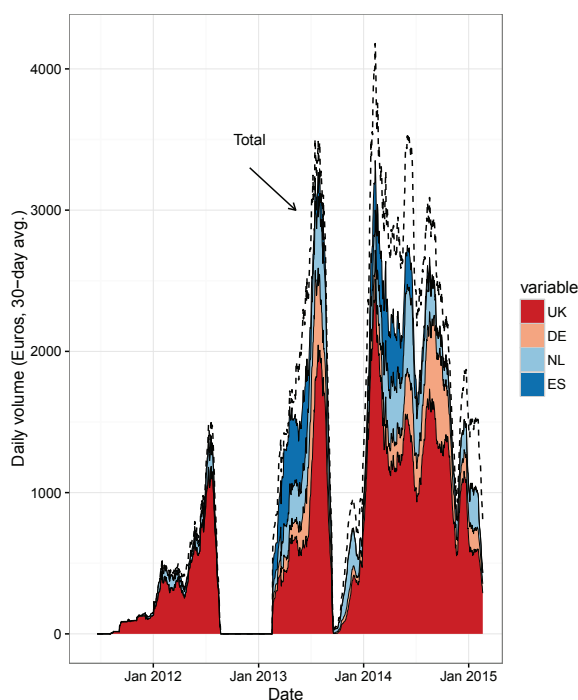 4000
3000
2000
1000
0
Daily volume (Euros, 30−day avg.)
Total
variable
UK
DE
NL
ES
Jan 2012
Jan 2013
Jan 2014
Jan 2015
Date